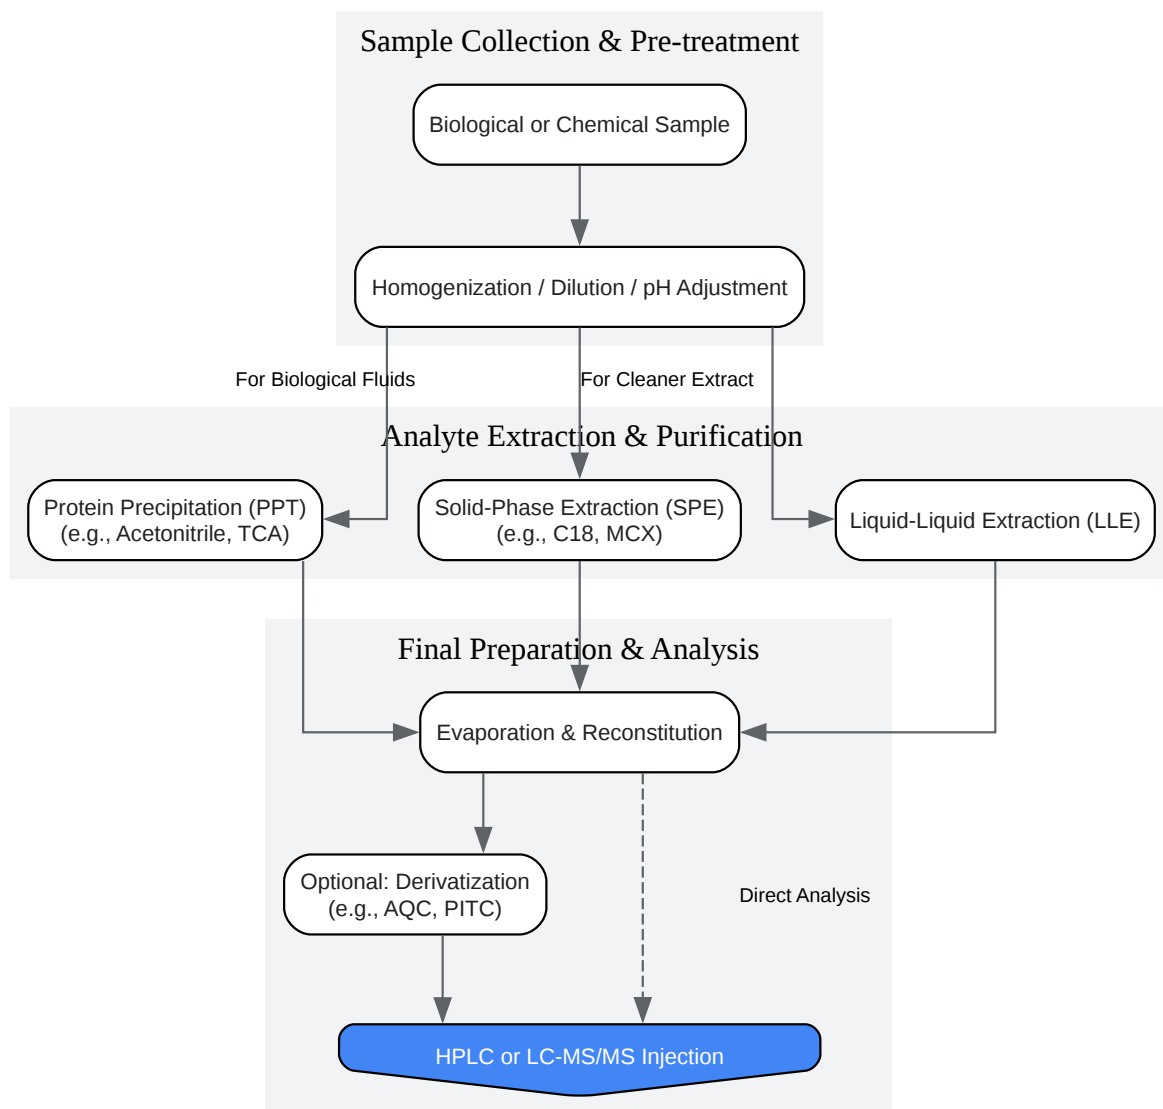 Sample Collection & Pre-treatment
Biological or Chemical Sample
Homogenization / Dilution / pH Adjustment
For Biological Fluids
For Cleaner Extract
Analyte Extraction & Purification
Protein Precipitation (PPT)
(e.g., Acetonitrile, TCA)
Solid-Phase Extraction (SPE)
(e.g., C18, MCX)
Liquid-Liquid Extraction (LLE)
Final Preparation & Analysis
Evaporation & Reconstitution
Optional: Derivatization
(e.g., AQC, PITC)
Direct Analysis
HPLC or LC-MS/MS Injection